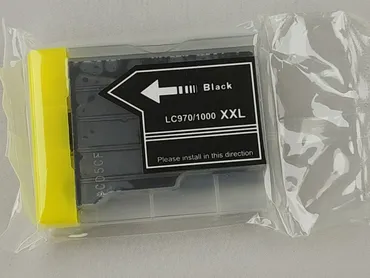 Black
LC970/1000 XXL
Please install in this direction